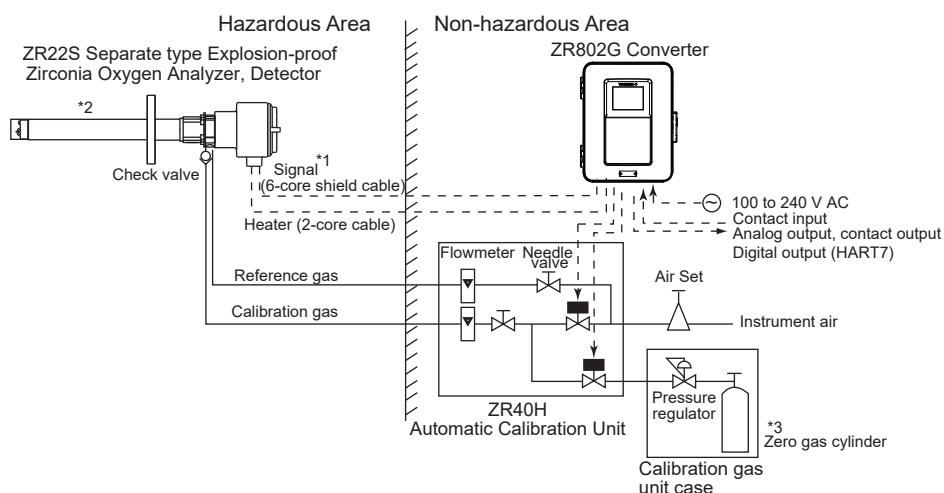 Hazardous Area
Non-hazardous Area
ZR22S Separate type Explosion-proof
Zirconia Oxygen Analyzer, Detector
ZR802G Converter
*2
Check valve
Signal*1
(6-core shield cable)
Heater (2-core cable)
100 to 240 V AC
Contact input
Analog output, contact output
Digital output (HART7)
Flowmeter
Needle
valve
Reference gas
Calibration gas
Air Set
Instrument air
ZR40H
Automatic Calibration Unit
Pressure
regulator
*3
Zero gas cylinder
Calibration gas
unit case